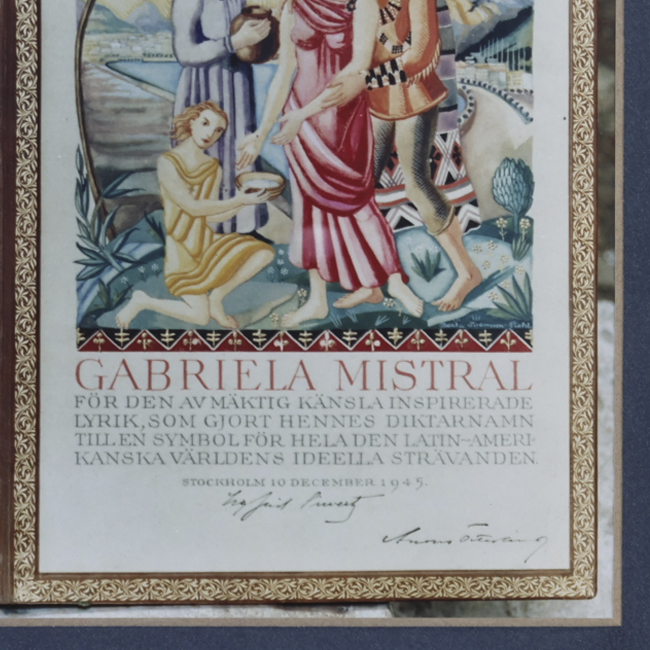 GABRIELA MISTRAL
FÖR DEN AV MÄKTIG KÄNSLA INSPIRERADE
LYRIK, SOM GJORT HENNES DIKTARNAMN
TILL EN SYMBOL FÖR HELA DEN LATIN-AMERI-
KANSKA VÄRLDENS IDEELLA STRÄVANDEN.
STOCKHOLM 10 DECEMBER 1945.